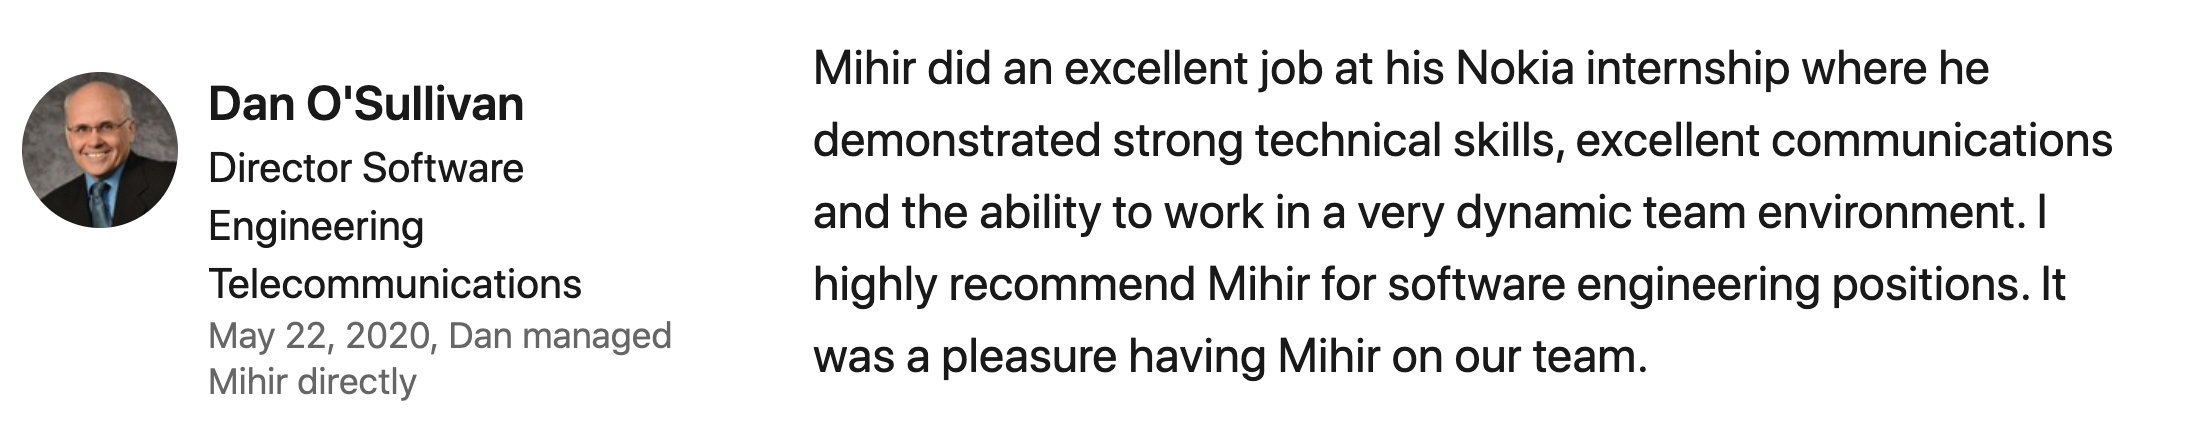 Dan O'Sullivan
Director Software
Engineering
Telecommunications
May 22, 2020, Dan managed
Mihir directly
Mihir did an excellent job at his Nokia internship where he
demonstrated strong technical skills, excellent communications
and the ability to work in a very dynamic team environment. I
highly recommend Mihir for software engineering positions. It
was a pleasure having Mihir on our team.